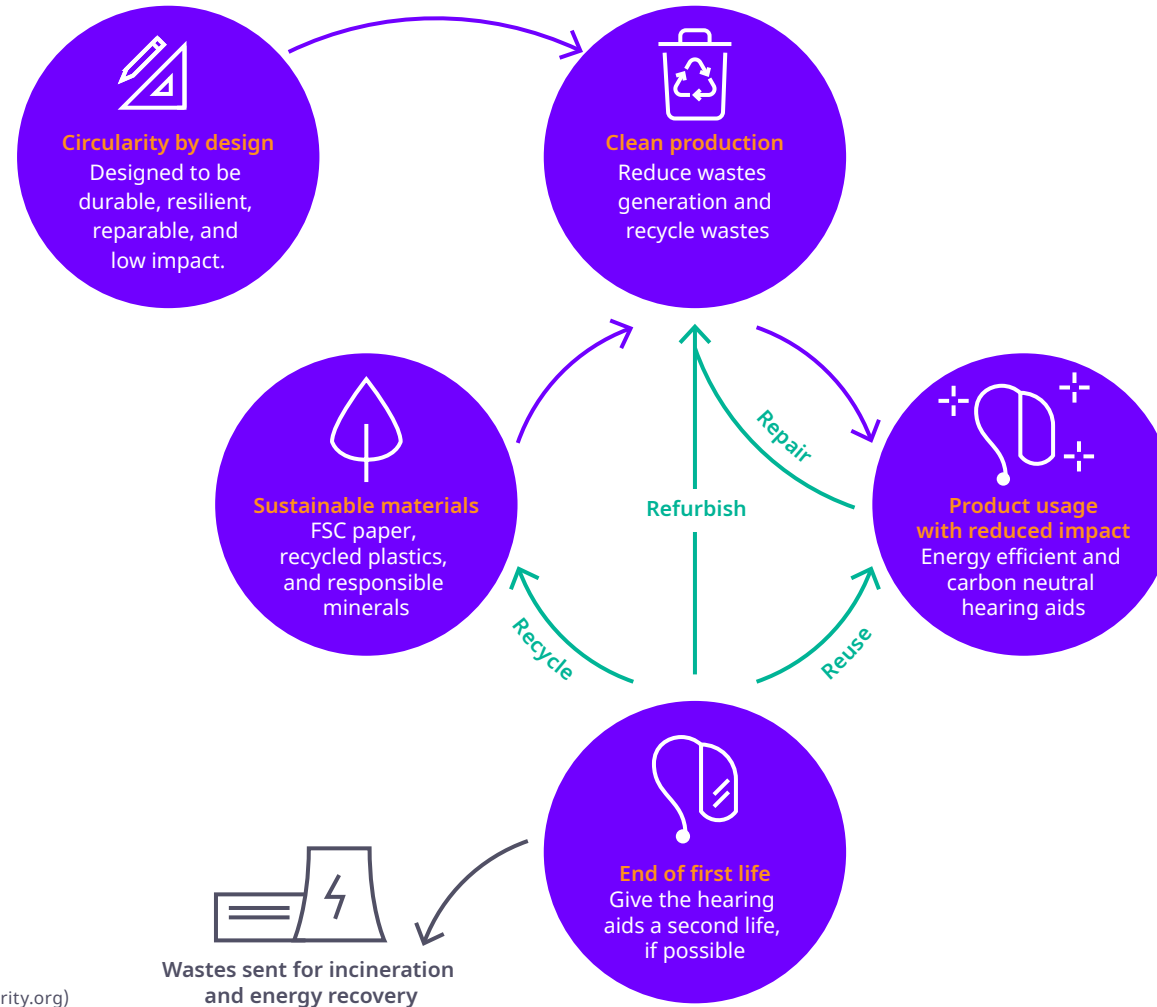 Circularity by design
Designed to be
durable, resilient,
reparable, and
low impact.
Clean production
Reduce wastes
generation and
recycle wastes
Sustainable materials
FSC paper,
recycled plastics,
and responsible
minerals
Refurbish
Repair
Product usage
with reduced impact
Energy efficient and
carbon neutral
hearing aids
Recycle
Reuse
End of first life
Give the hearing
aids a second life,
if possible
Wastes sent for incineration
and energy recovery
rity.org)